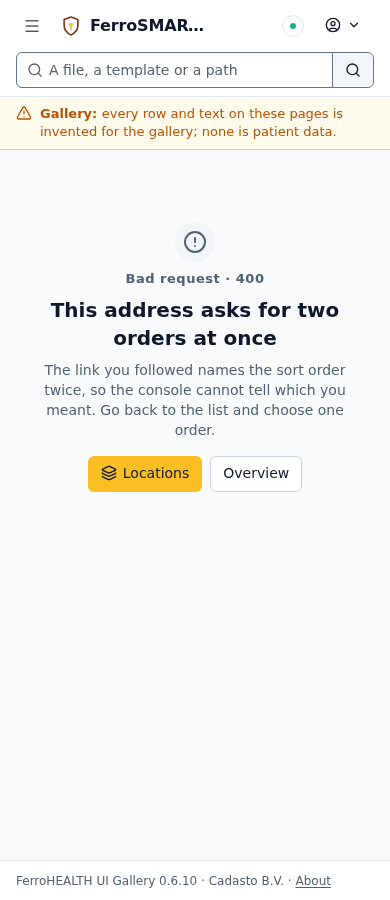 FerroSMAR…
A file, a template or a path
Gallery: every row and text on these pages is
invented for the gallery; none is patient data.
Bad request · 400
This address asks for two
orders at once
The link you followed names the sort order
twice, so the console cannot tell which you
meant. Go back to the list and choose one
order.
Locations
Overview
FerroHEALTH UI Gallery 0.6.10 · Cadasto B.V. · About